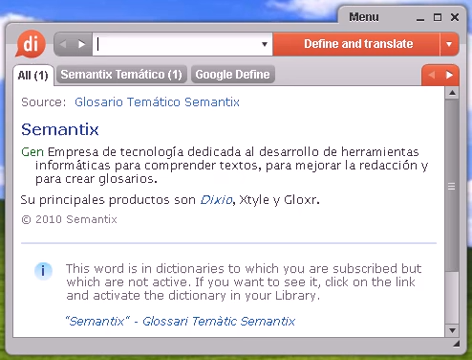 Menu
di
Define and translate
All (1)
Semantix Temático (1)
Google Define
Source: Glosario Temático Semantix
Semantix
Gen Empresa de tecnología dedicada al desarrollo de herramientas
informáticas para comprender textos, para mejorar la redacción y
para crear glosarios.
Su principales productos son Dixio, Xtyle y Gloxr.
© 2010 Semantix
i
This word is in dictionaries to which you are subscribed but
which are not active. If you want to see it, click on the link
and activate the dictionary in your Library.
"Semantix" - Glossari Temàtic Semantix